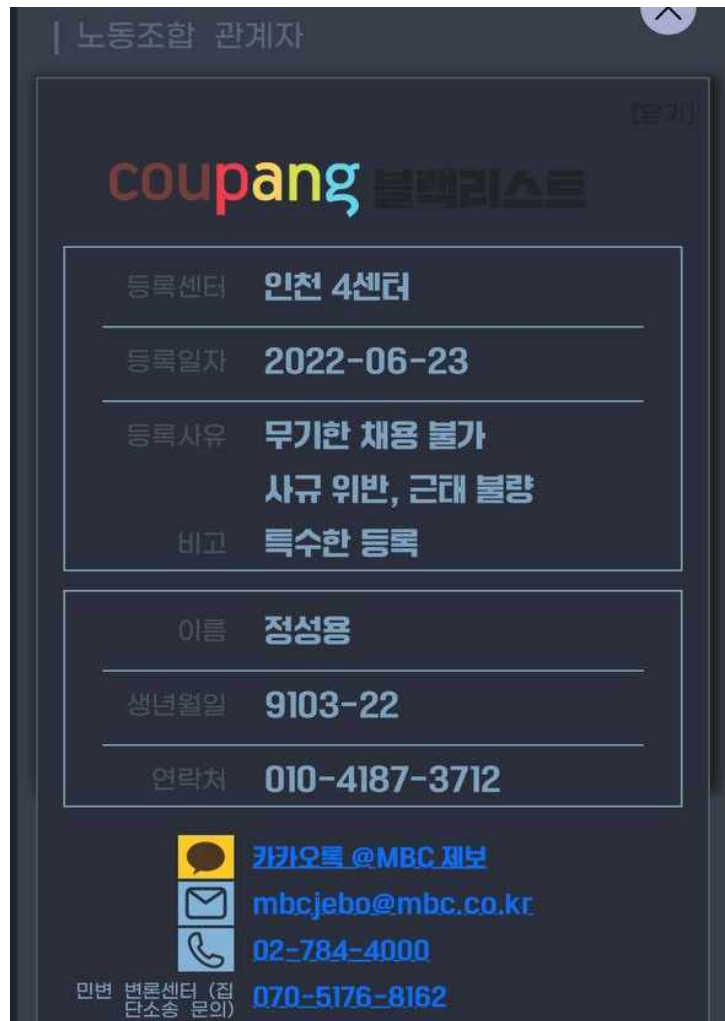 노동조합 관계자
[닫기]
coupang 블랙리스트
등록센터 인천 4센터
등록일자 2022-06-23
등록사유 무기한 채용 불가
사규 위반, 근태 불량
비고 특수한 등록
이름 정성용
생년월일 9103-22
연락처 010-4187-3712
카카오톡 @MBC 제보
mbcjebo@mbc.co.kr
02-784-4000
민변 변론센터 (집
단소송 문의) 070-5176-8162